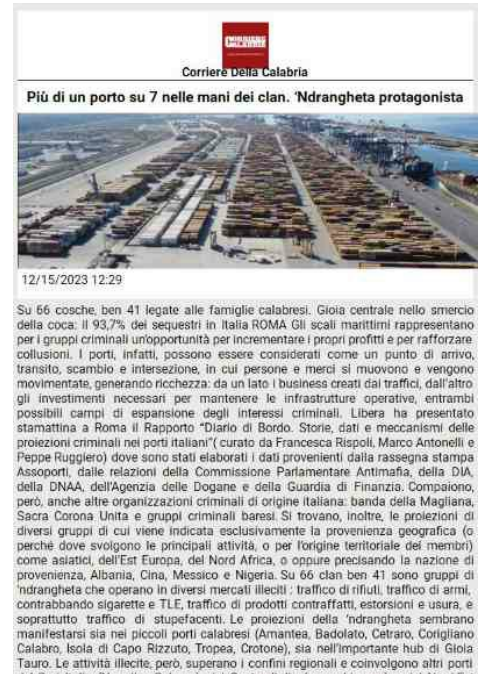 CORRIERE
CALABRIA
Corriere Della Calabria
Più di un porto su 7 nelle mani dei clan. 'Ndrangheta protagonista
12/15/2023 12:29
Su 66 cosche, ben 41 legate alle famiglie calabresi. Gioia centrale nello smercio
della coca: il 93,7% dei sequestri in Italia ROMA Gli scali marittimi rappresentano
per i gruppi criminali un'opportunità per incrementare i propri profitti e per rafforzare
collusioni. I porti, infatti, possono essere considerati come un punto di arrivo,
transito, scambio e intersezione, in cui persone e merci si muovono e vengono
movimentate, generando ricchezza: da un lato i business creati dai traffici, dall'altro
gli investimenti necessari per mantenere le infrastrutture operative, entrambi
possibili campi di espansione degli interessi criminali. Libera ha presentato
stamattina a Roma il Rapporto "Diario di Bordo. Storie, dati e meccanismi delle
proiezioni criminali nei porti italiani"( curato da Francesca Rispoli, Marco Antonelli e
Peppe Ruggiero) dove sono stati elaborati i dati provenienti dalla rassegna stampa
Assoporti, dalle relazioni della Commissione Parlamentare Antimafia, della DIA,
della DNAA, dell'Agenzia delle Dogane e della Guardia di Finanza. Compaiono,
però, anche altre organizzazioni criminali di origine italiana: banda della Magliana,
Sacra Corona Unita e gruppi criminali baresi. Si trovano, inoltre, le proiezioni di
diversi gruppi di cui viene indicata esclusivamente la provenienza geografica (o
perché dove svolgono le principali attività, o per l'origine territoriale dei membri)
come asiatici, dell'Est Europa, del Nord Africa, o oppure precisando la nazione di
provenienza, Albania, Cina, Messico e Nigeria. Su 66 clan ben 41 sono gruppi di
'ndrangheta che operano in diversi mercati illeciti : traffico di rifiuti, traffico di armi,
contrabbando sigarette e TLE, traffico di prodotti contraffatti, estorsioni e usura, e
soprattutto traffico di stupefacenti. Le proiezioni della 'ndrangheta sembrano
manifestarsi sia nei piccoli porti calabresi (Amantea, Badolato, Cetraro, Corigliano
Calabro, Isola di Capo Rizzuto, Tropea, Crotone), sia nell'importante hub di Gioia
Tauro. Le attività illecite, però, superano i confini regionali e coinvolgono altri porti